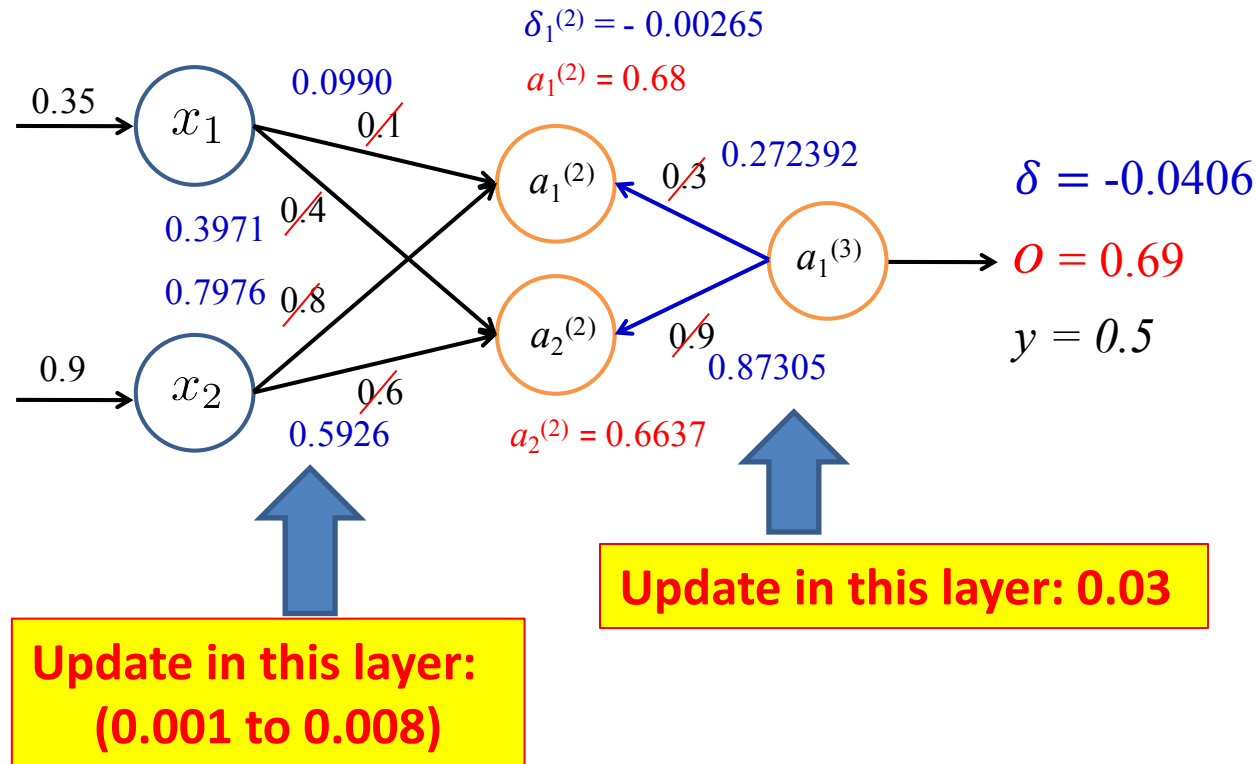 δ₁⁽²⁾ = - 0.00265
a₁⁽²⁾ = 0.68
0.0990
0.35
x₁
0.1
a₁⁽²⁾
0.3
0.272392
δ = -0.0406
0.4
0.3971
a₁⁽³⁾
O = 0.69
0.7976
0.8
a₂⁽²⁾
0.9
0.87305
y = 0.5
0.9
x₂
0.6
0.5926
a₂⁽²⁾ = 0.6637
Update in this layer: 0.03
Update in this layer:
(0.001 to 0.008)